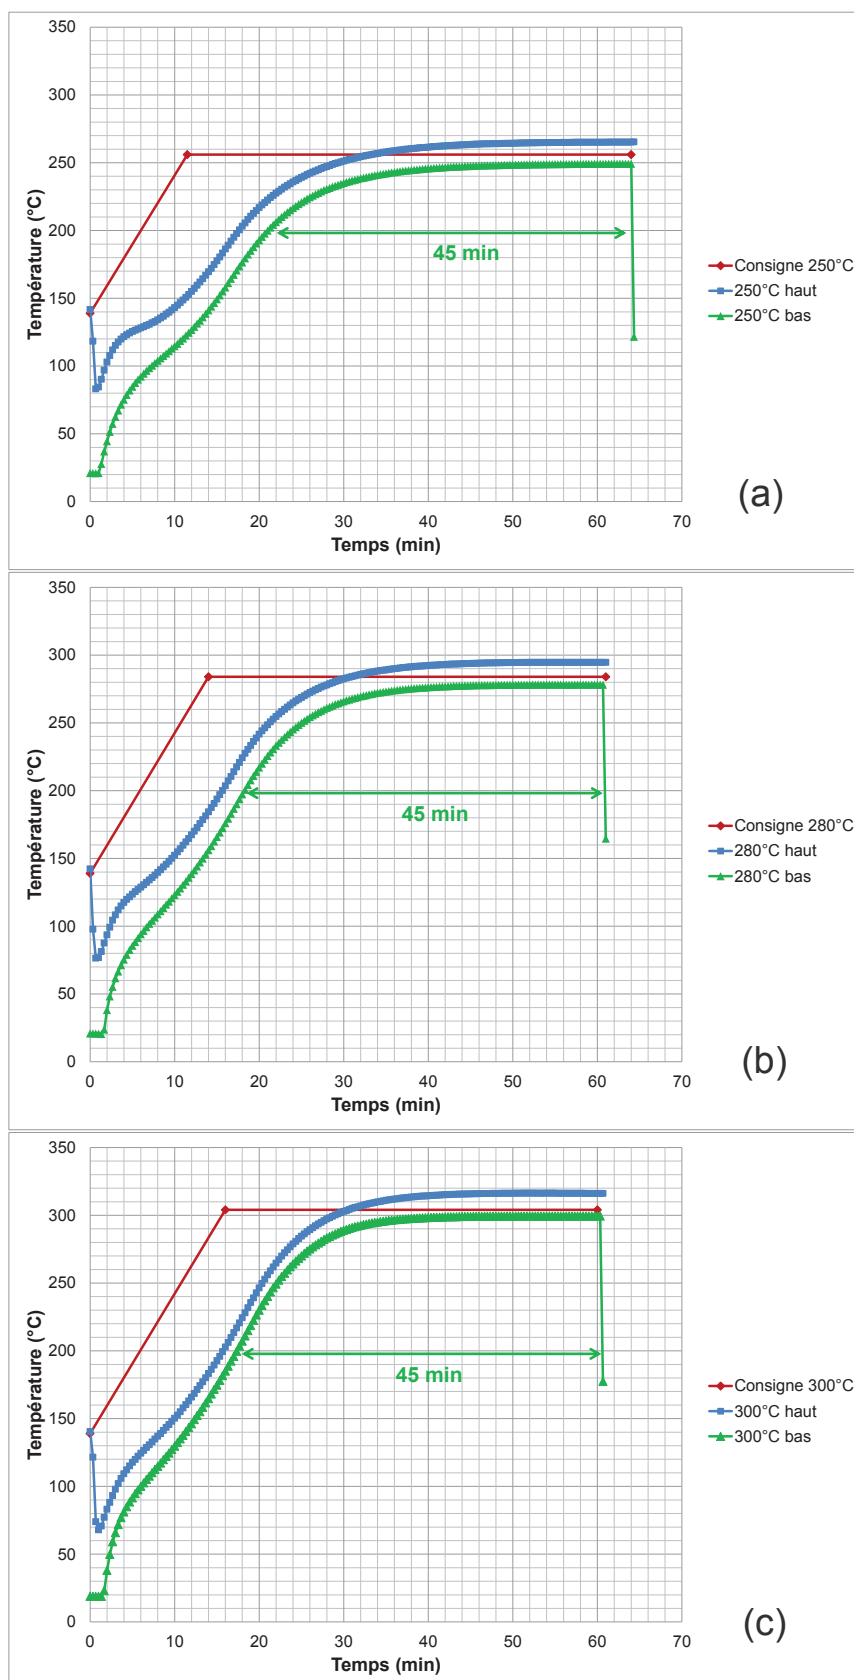 350
300
250
200
150
100
50
0
Température (°C)
45 min
0 10 20 30 40 50 60 70
Temps (min)
Consigne 250°C
250°C haut
250°C bas
(a)
350
300
250
200
150
100
50
0
Température (°C)
45 min
0 10 20 30 40 50 60 70
Temps (min)
Consigne 280°C
280°C haut
280°C bas
(b)
350
300
250
200
150
100
50
0
Température (°C)
45 min
0 10 20 30 40 50 60 70
Temps (min)
Consigne 300°C
300°C haut
300°C bas
(c)